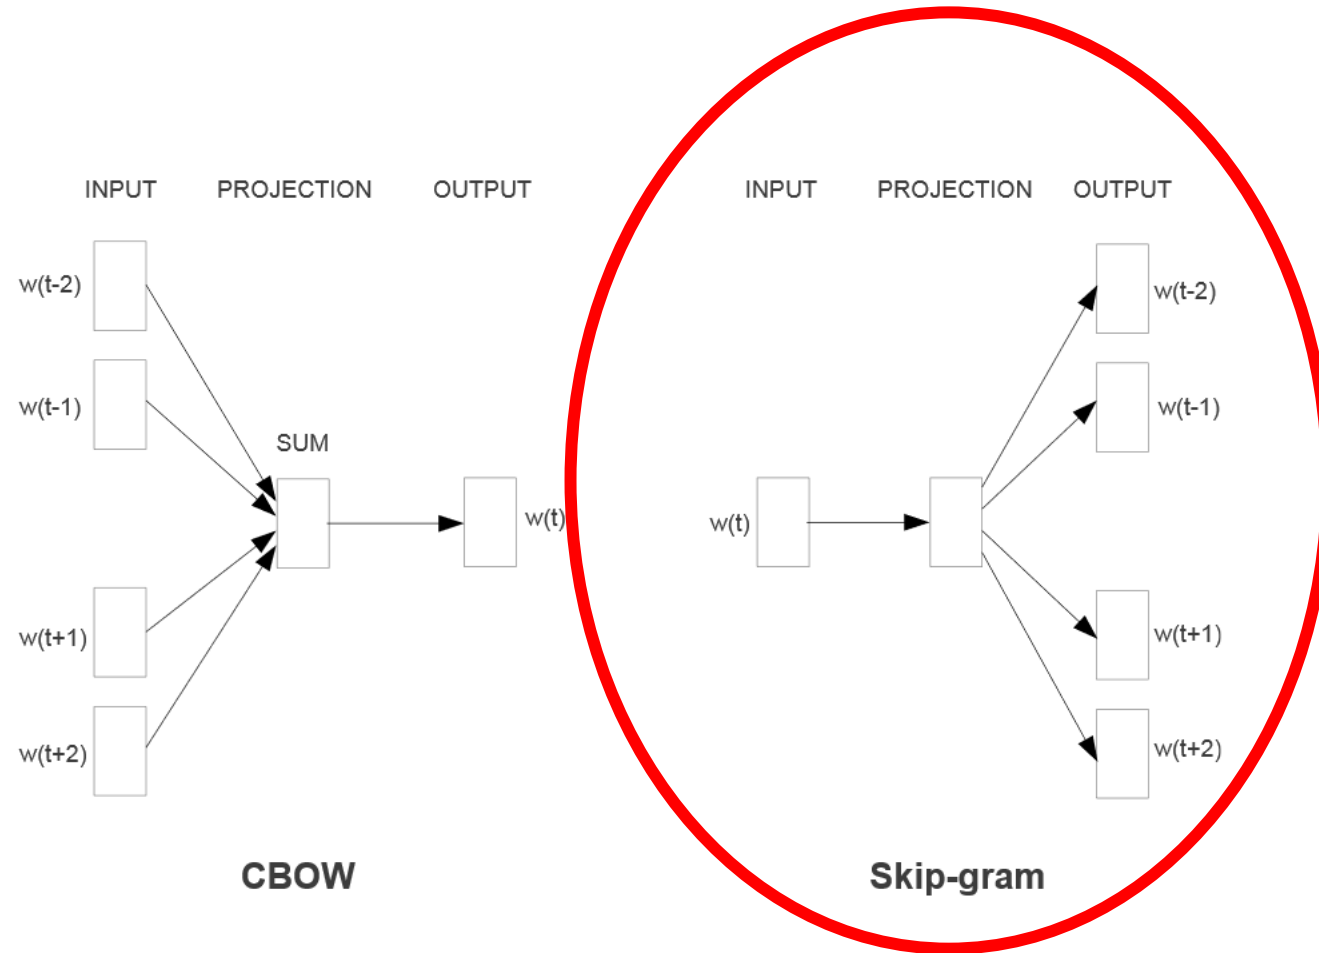 INPUT PROJECTION OUTPUT
w(t-2)
w(t-1)
SUM
w(t)
w(t+1)
w(t+2)
CBOW
INPUT PROJECTION OUTPUT
w(t-2)
w(t-1)
w(t)
w(t+1)
w(t+2)
Skip-gram